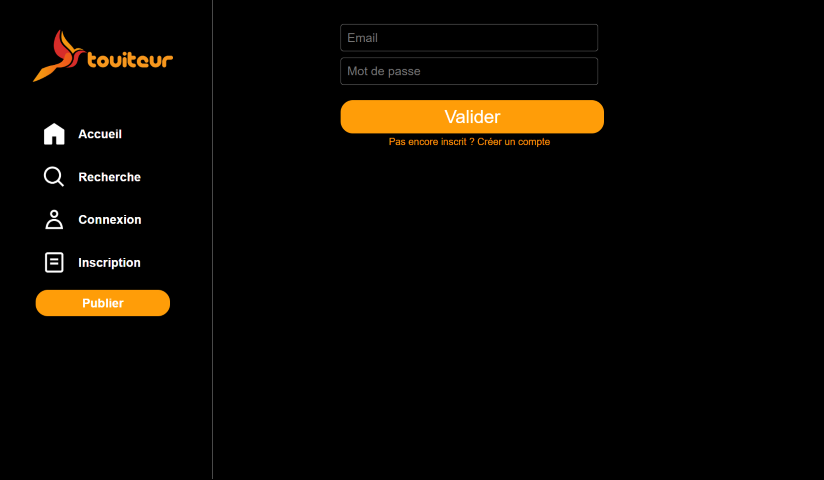 touiteur
Accueil
Recherche
Connexion
Inscription
Publier
Email
Mot de passe
Valider
Pas encore inscrit ? Créer un compte